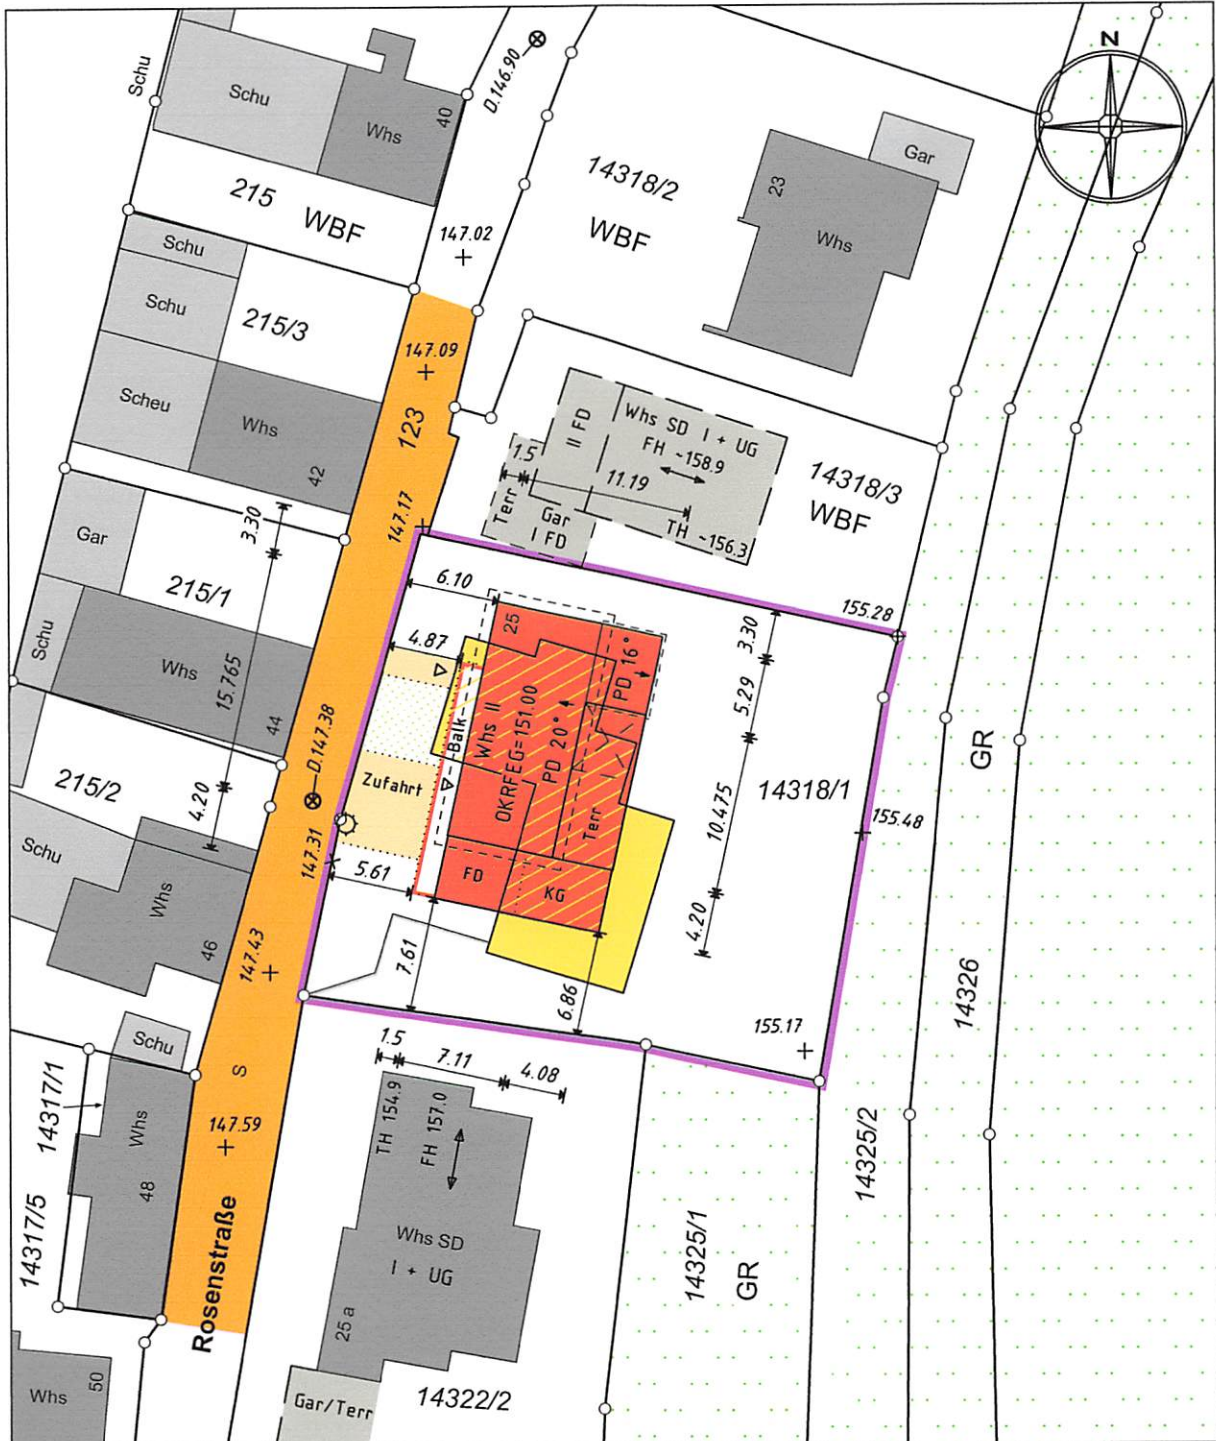 N
Schu
Schu
Whs
40
D.146.90
215
WBF
147.02
14318/2
WBF
23
Whs
Gar
Schu
Schu
215/3
147.09
123
Scheu
Whs
42
II FD
Whs SD I + UG
FH ~158.9
1.5
11.19
Terr
Gar
I FD
TH ~156.3
14318/3
WBF
3.30
147.17
Gar
215/1
Schu
Whs
15.765
44
6.10
4.87
25
155.28
3.30
5.29
PD 16°
PD 20°
Whs II
OKRFEG=151.00
Balk
Zufahrt
Terr
GR
215/2
4.20
D.147.38
147.31
5.61
FD
KG
10.475
14318/1
155.48
Schu
Whs
46
147.43
7.61
6.86
4.20
155.17
14326
Schu
S
1.5
7.11
4.08
14317/1
Whs
48
147.59
TH 154.9
FH 157.0
14325/2
14317/5
Rosenstraße
Whs SD
I + UG
25 a
14325/1
GR
Whs
50
Gar/Terr
14322/2